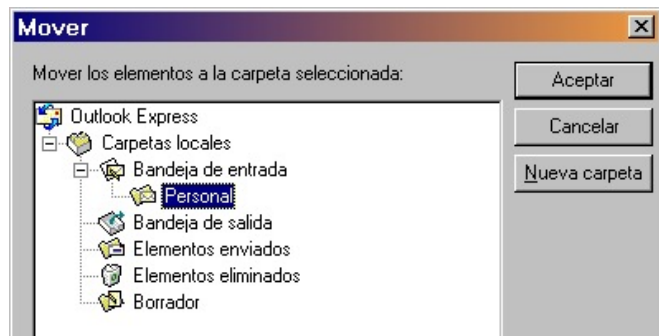 Mover
Mover los elementos a la carpeta seleccionada:
Outlook Express
Carpetas locales
Bandeja de entrada
Personal
Bandeja de salida
Elementos enviados
Elementos eliminados
Borrador
Aceptar
Cancelar
Nueva carpeta